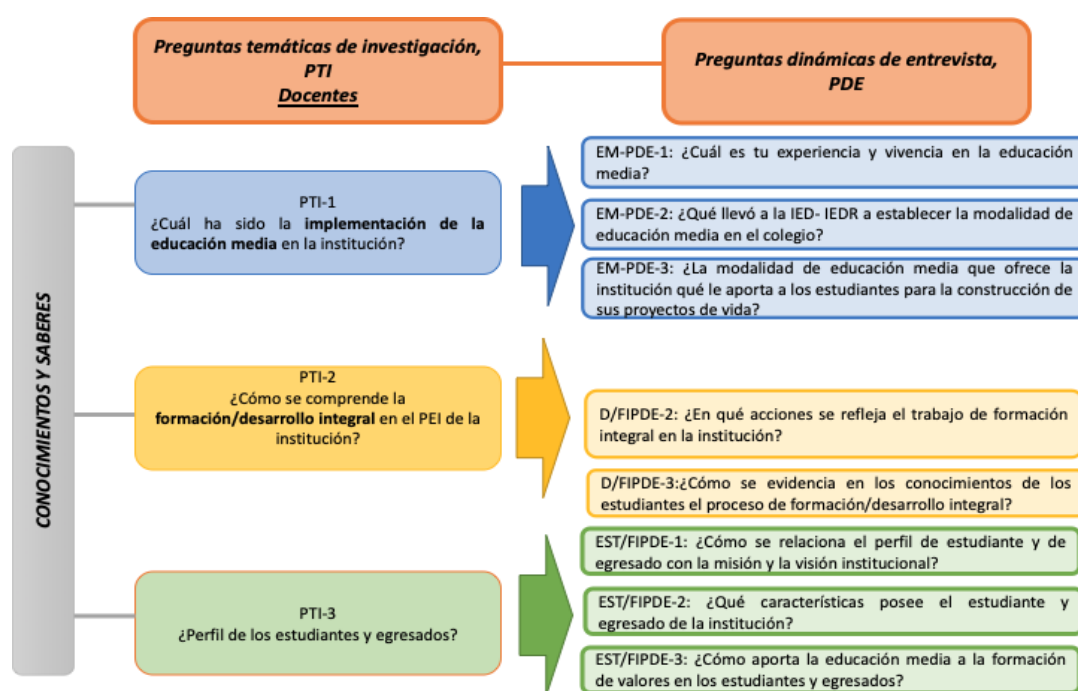 Preguntas temáticas de investigación,
PTI
Docentes
Preguntas dinámicas de entrevista,
PDE
CONOCIMIENTOS Y SABERES
PTI-1
¿Cuál ha sido la implementación de la
educación media en la institución?
EM-PDE-1: ¿Cuál es tu experiencia y vivencia en la educación
media?
EM-PDE-2: ¿Qué llevó a la IED- IEDR a establecer la modalidad de
educación media en el colegio?
EM-PDE-3: ¿La modalidad de educación media que ofrece la
institución qué le aporta a los estudiantes para la construcción de
sus proyectos de vida?
PTI-2
¿Cómo se comprende la
formación/desarrollo integral en el PEI de la
institución?
D/FIPDE-2: ¿En qué acciones se refleja el trabajo de formación
integral en la institución?
D/FIPDE-3:¿Cómo se evidencia en los conocimientos de los
estudiantes el proceso de formación/desarrollo integral?
PTI-3
¿Perfil de los estudiantes y egresados?
EST/FIPDE-1: ¿Cómo se relaciona el perfil de estudiante y de
egresado con la misión y la visión institucional?
EST/FIPDE-2: ¿Qué características posee el estudiante y
egresado de la institución?
EST/FIPDE-3: ¿Cómo aporta la educación media a la formación
de valores en los estudiantes y egresados?